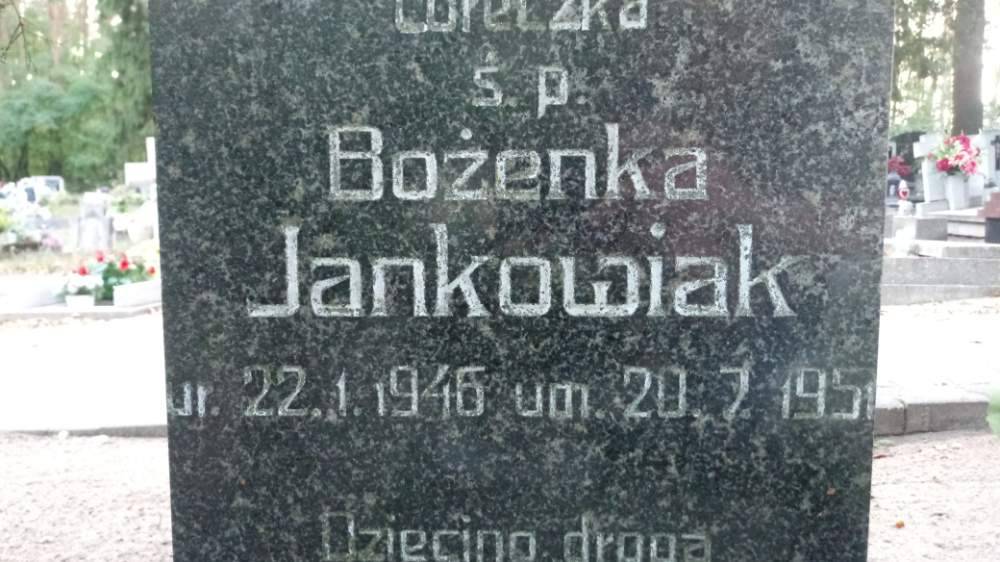 Córeczka
ś. p.
Bożenka
Jankowiak
ur. 22. 1. 1946 um. 20. 7. 1951
Dziecino droga